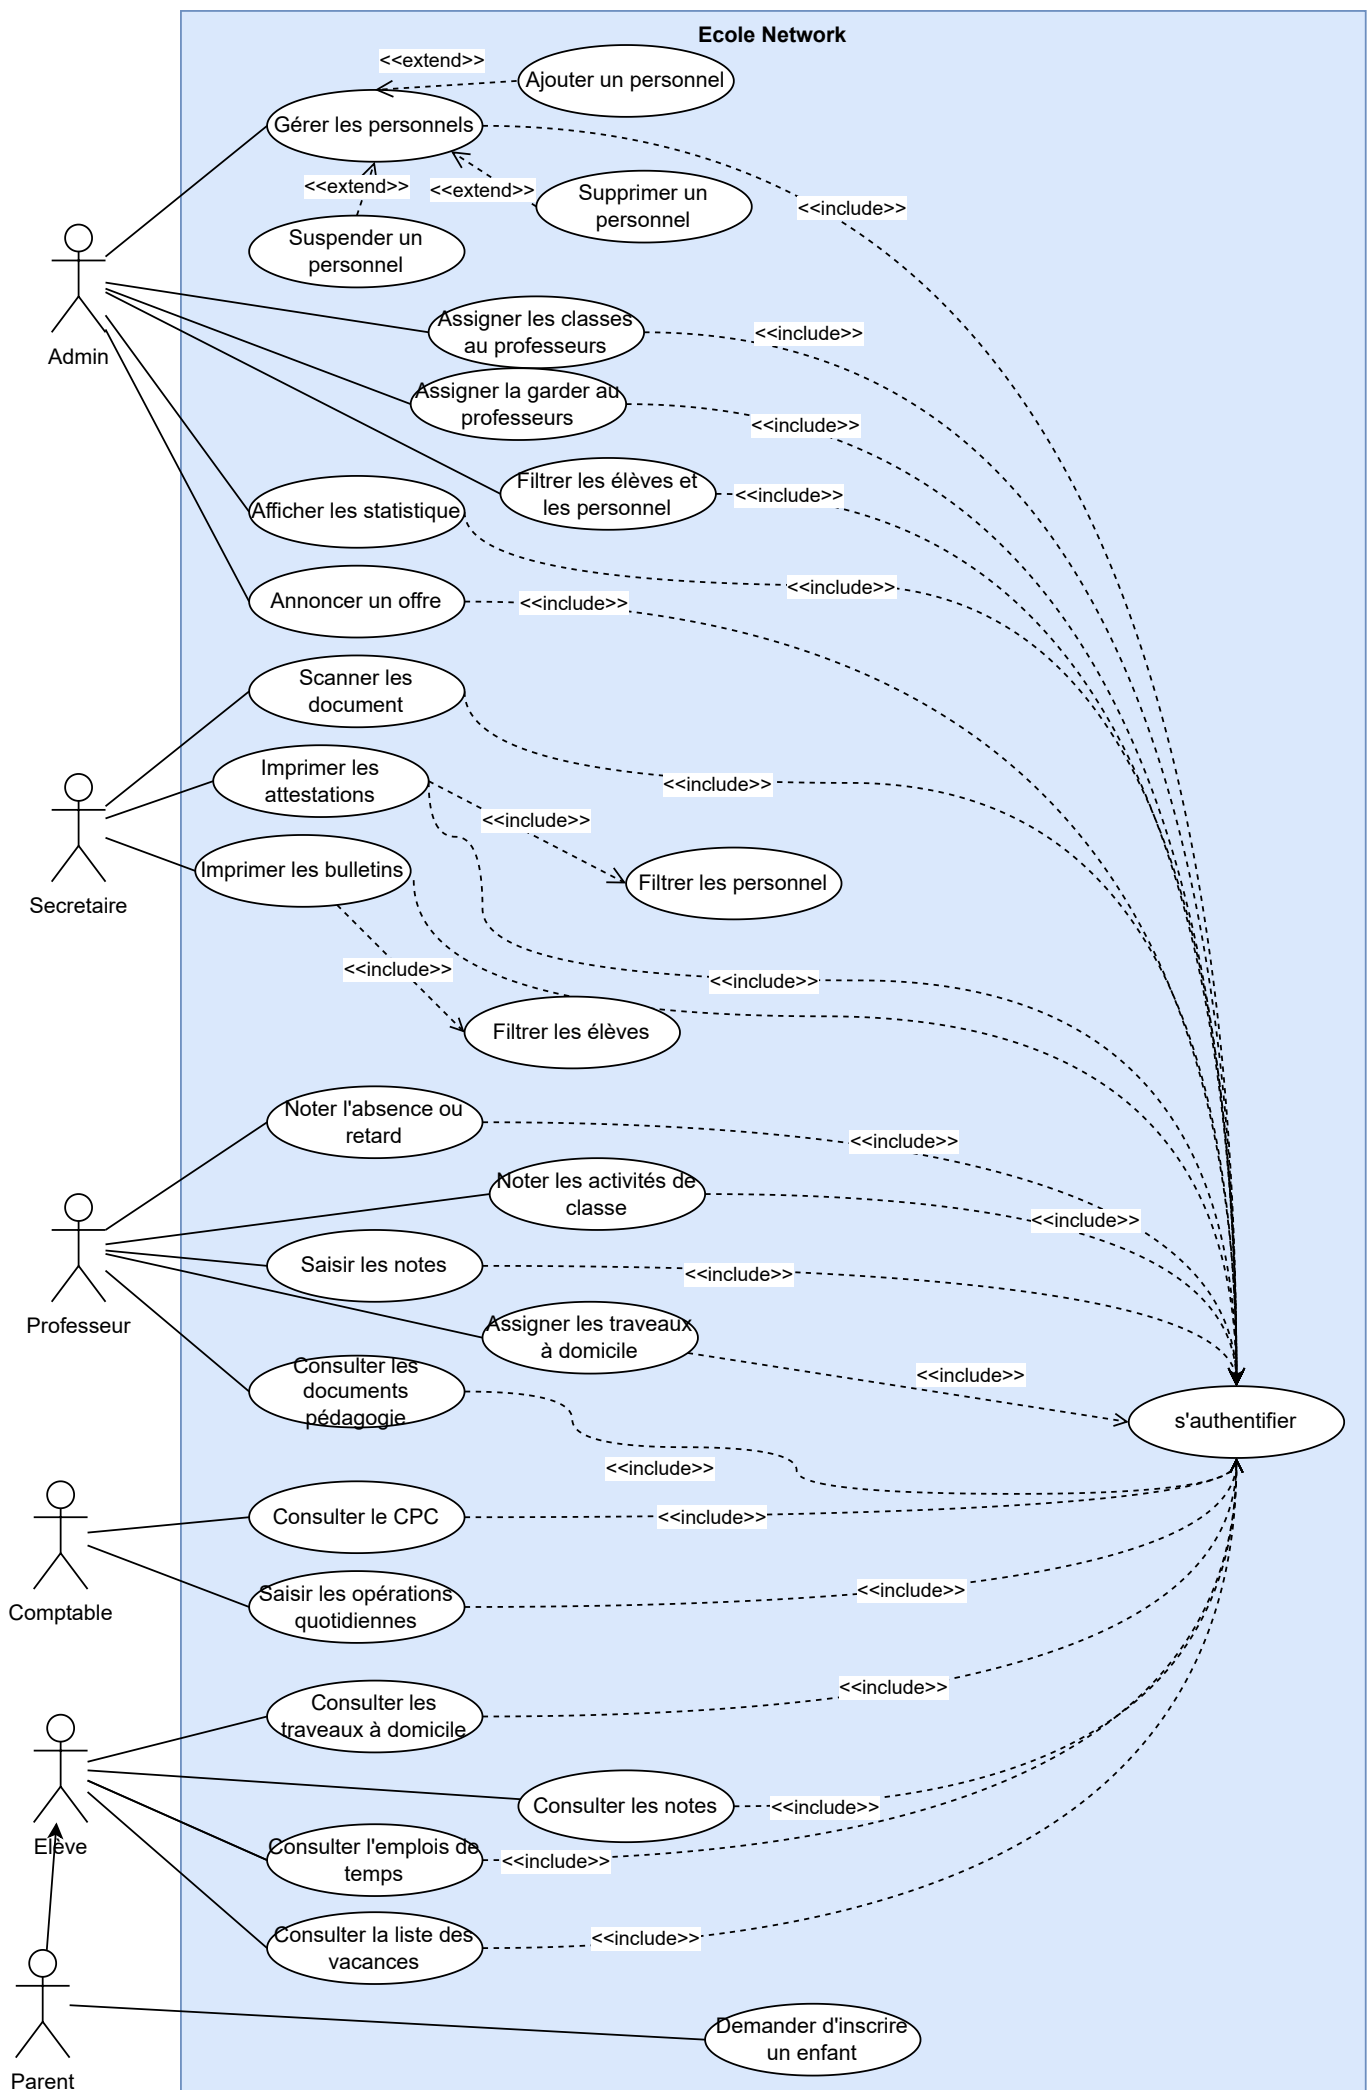 Ecole Network
<<extend>>
Ajouter un personnel
Gérer les personnels
<<extend>>
<<extend>>
Supprimer un
personnel
<<include>>
Suspender un
personnel
Admin
Assigner les classes
au professeurs
<<include>>
Assigner la garder au
professeurs
<<include>>
Filtrer les élèves et
les personnel
<<include>>
Afficher les statistique
<<include>>
Annoncer un offre
<<include>>
Scanner les
document
<<include>>
Imprimer les
attestations
<<include>>
Secretaire
Imprimer les bulletins
Filtrer les personnel
<<include>>
<<include>>
Filtrer les élèves
Noter l'absence ou
retard
<<include>>
Noter les activités de
classe
<<include>>
Saisir les notes
<<include>>
Professeur
Assigner les traveaux
à domicile
<<include>>
Consulter les
documents
pédagogie
<<include>>
s'authentifier
Consulter le CPC
<<include>>
Comptable
Saisir les opérations
quotidiennes
<<include>>
Consulter les
traveaux à domicile
<<include>>
Consulter les notes
<<include>>
Elève
Consulter l'emplois de
temps
<<include>>
Consulter la liste des
vacances
<<include>>
Demander d'inscrire
un enfant
Parent